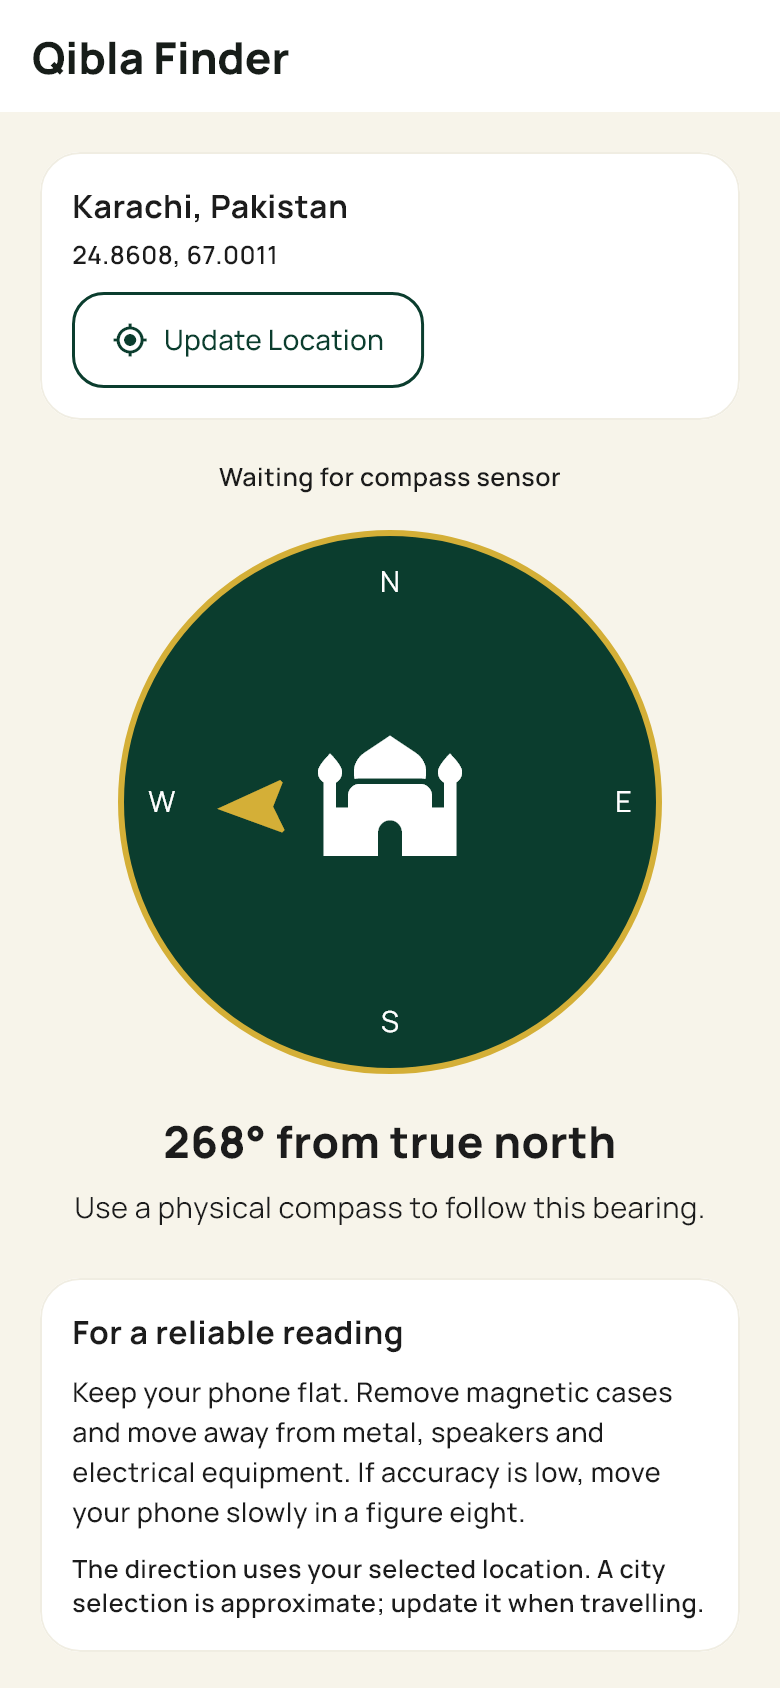 Qibla Finder
Karachi, Pakistan
24.8608, 67.0011
Update Location
Waiting for compass sensor
N
W
E
S
268° from true north
Use a physical compass to follow this bearing.
For a reliable reading
Keep your phone flat. Remove magnetic cases
and move away from metal, speakers and
electrical equipment. If accuracy is low, move
your phone slowly in a figure eight.
The direction uses your selected location. A city
selection is approximate; update it when travelling.